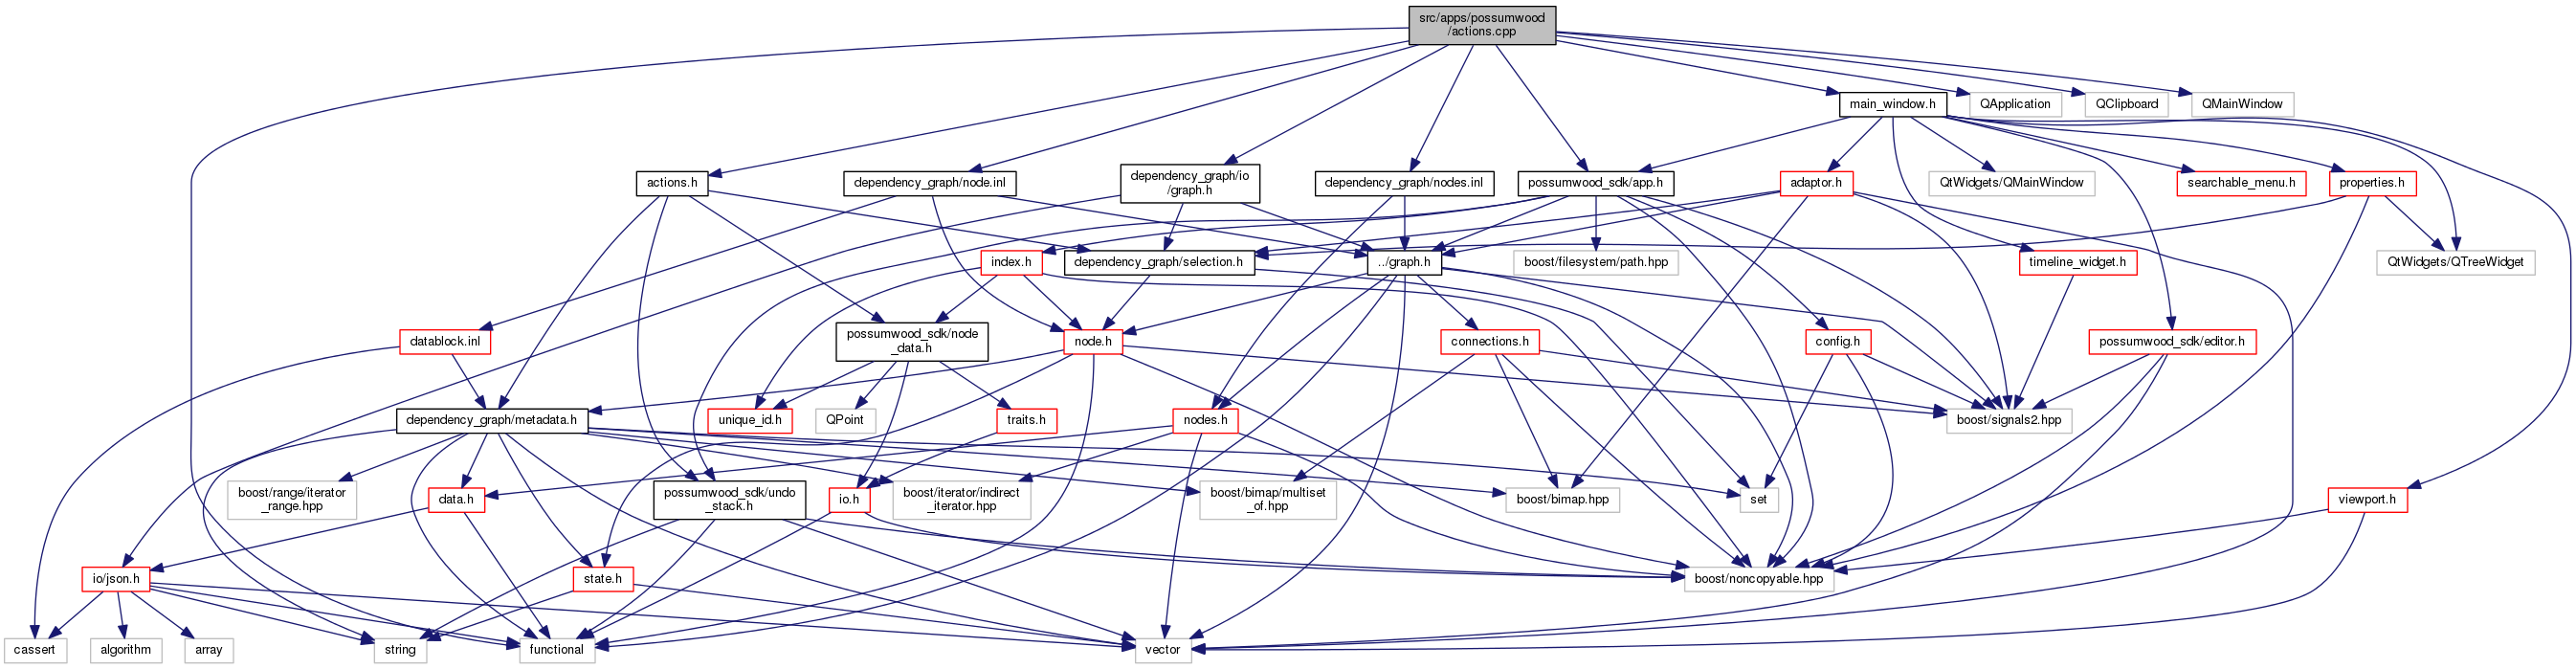 src/apps/possumwood
/actions.cpp
main_window.h
QApplication
QClipboard
QMainWindow
actions.h
dependency_graph/node.inl
dependency_graph/io
/graph.h
dependency_graph/nodes.inl
possumwood_sdk/app.h
adaptor.h
QtWidgets/QMainWindow
searchable_menu.h
properties.h
index.h
dependency_graph/selection.h
../graph.h
boost/filesystem/path.hpp
timeline_widget.h
QtWidgets/QTreeWidget
datablock.inl
possumwood_sdk/node
_data.h
node.h
connections.h
config.h
possumwood_sdk/editor.h
dependency_graph/metadata.h
unique_id.h
QPoint
traits.h
nodes.h
boost/signals2.hpp
boost/range/iterator
_range.hpp
data.h
possumwood_sdk/undo
_stack.h
io.h
boost/iterator/indirect
_iterator.hpp
boost/bimap/multiset
_of.hpp
boost/bimap.hpp
set
viewport.h
io/json.h
state.h
boost/noncopyable.hpp
cassert
algorithm
array
string
functional
vector